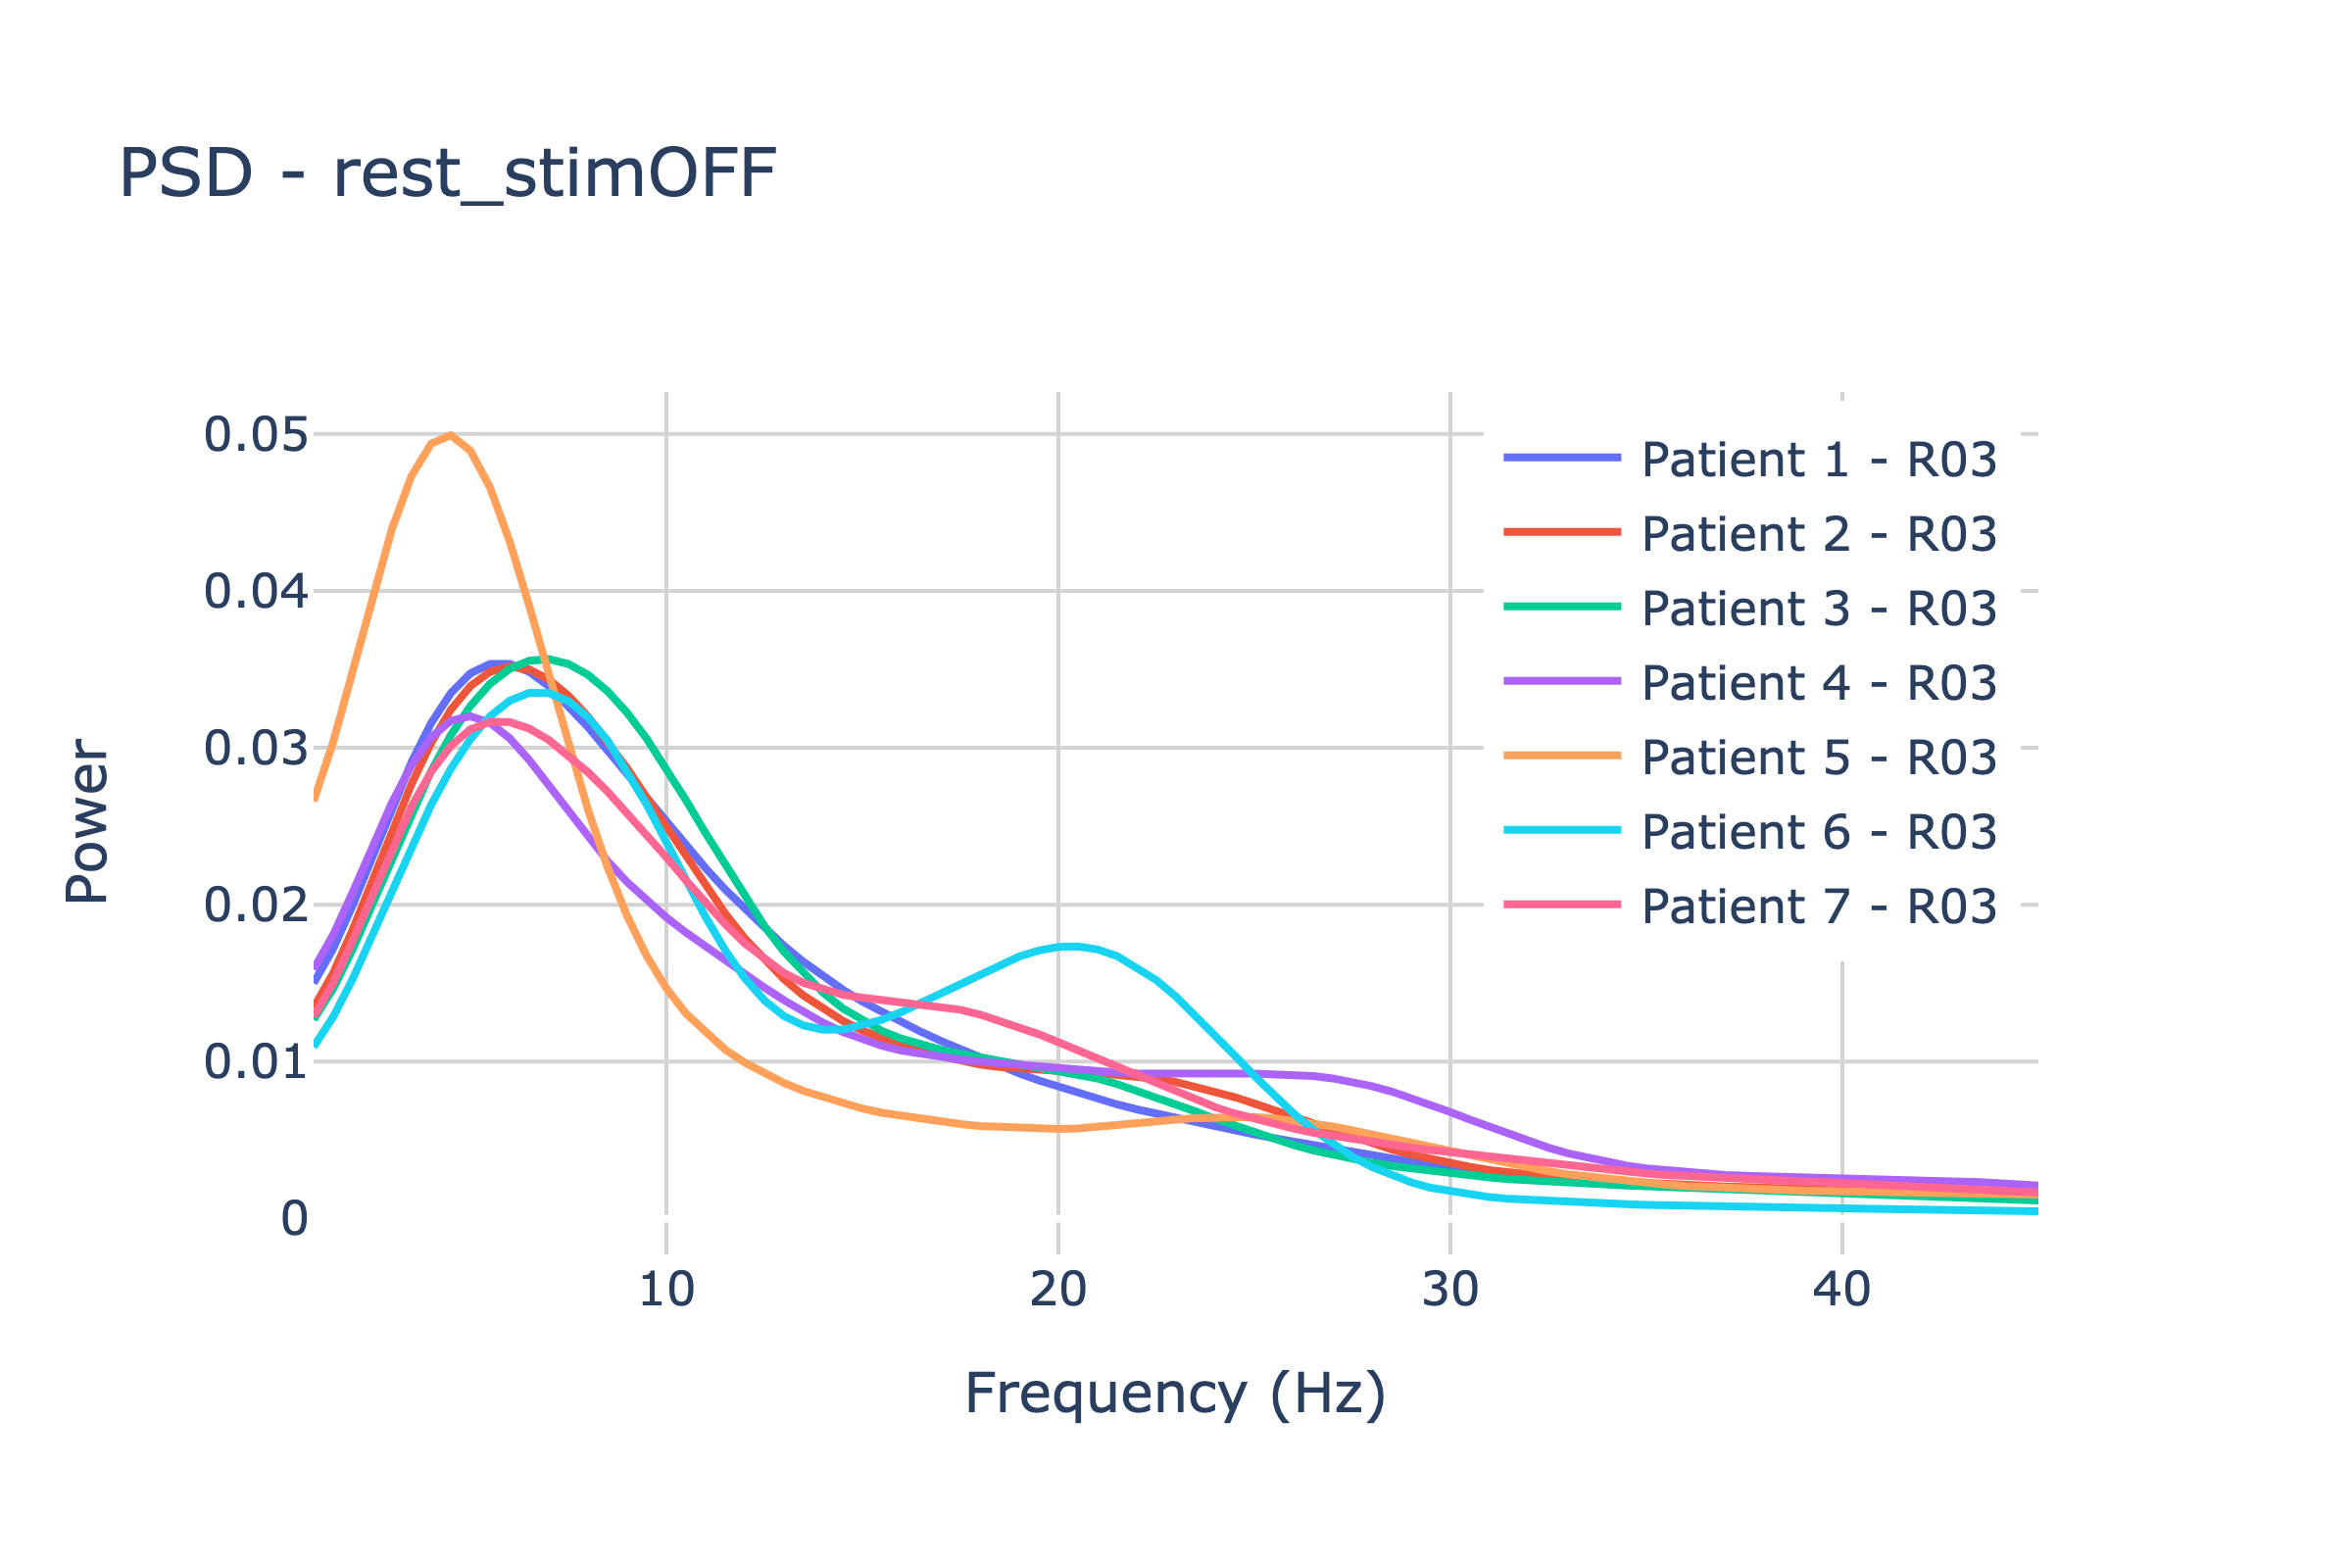 PSD - rest_stimOFF
Power
0.05
0.04
0.03
0.02
0.01
0
10
20
30
40
Frequency (Hz)
Patient 1 - R03
Patient 2 - R03
Patient 3 - R03
Patient 4 - R03
Patient 5 - R03
Patient 6 - R03
Patient 7 - R03